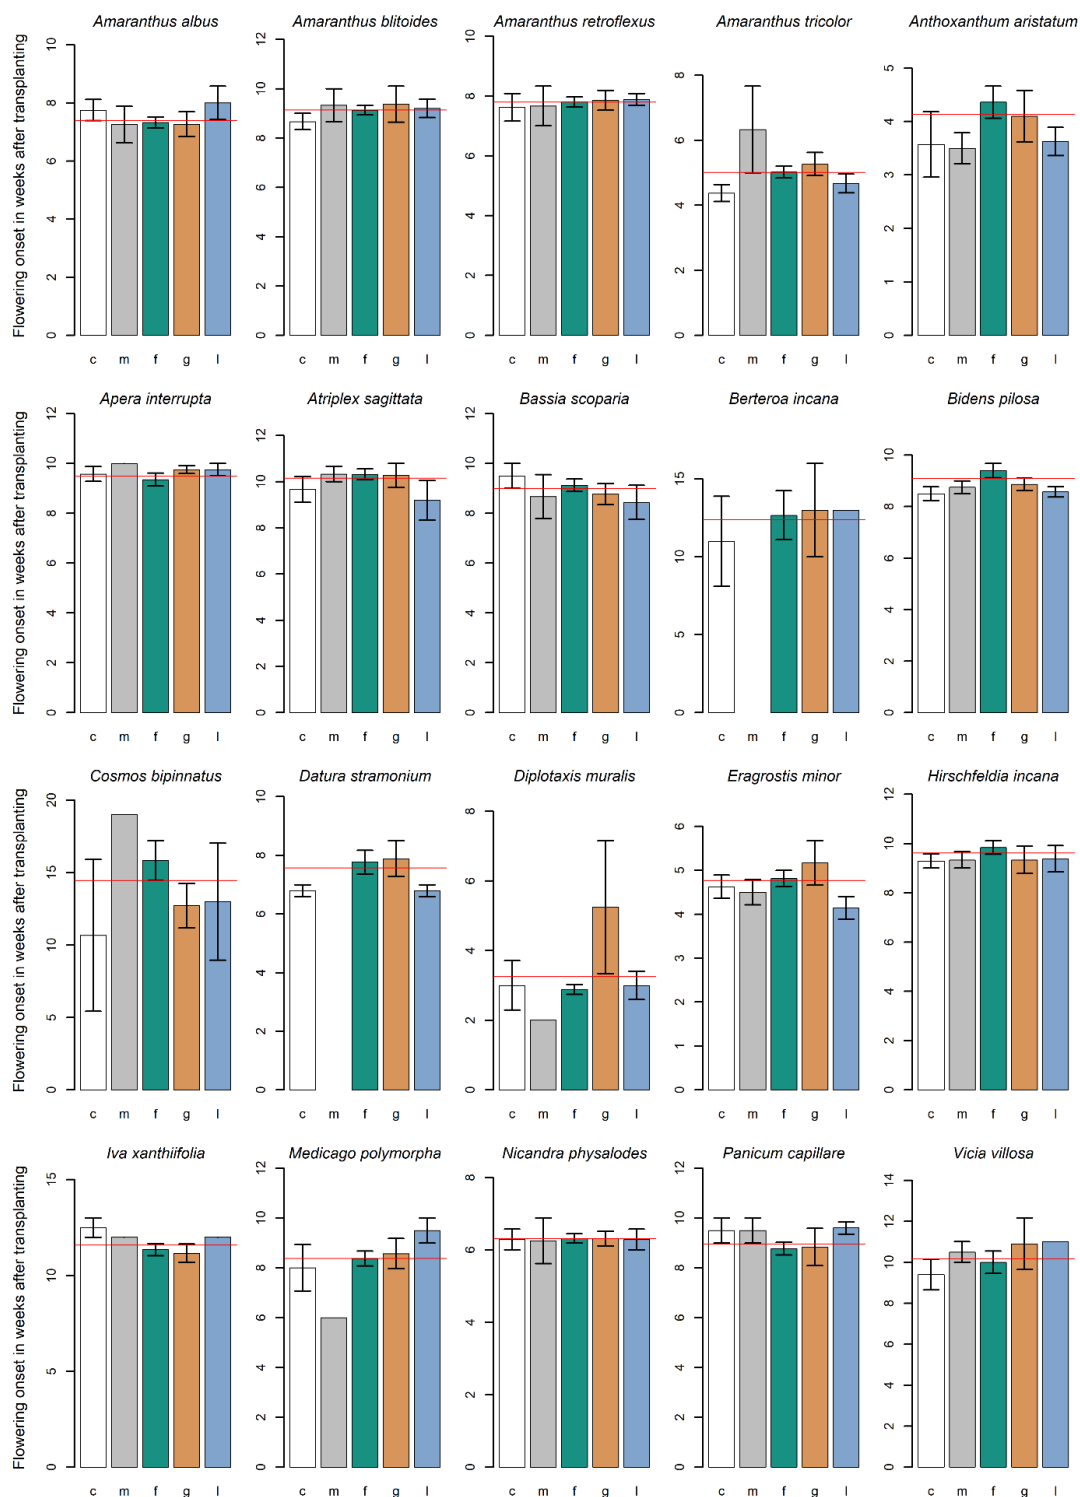 Amaranthus albus
Amaranthus blitoides
Amaranthus retroflexus
Amaranthus tricolor
Anthoxanthum aristatum
Flowering onset in weeks after transplanting
0 2 4 6 8 10
0 2 4 6 8 10 12
0 2 4 6 8 10
0 2 4 6 8
0 1 2 3 4 5
c m f g l
c m f g l
c m f g l
c m f g l
c m f g l
Apera interrupta
Atriplex sagittata
Bassia scoparia
Berteroa incana
Bidens pilosa
Flowering onset in weeks after transplanting
0 2 4 6 8 10 12
0 2 4 6 8 10 12
0 2 4 6 8 10 12
0 5 10 15
0 2 4 6 8 10
c m f g l
c m f g l
c m f g l
c m f g l
c m f g l
Cosmos bipinnatus
Datura stramonium
Diplotaxis muralis
Eragrostis minor
Hirschfeldia incana
Flowering onset in weeks after transplanting
0 5 10 15 20
0 2 4 6 8 10
0 2 4 6 8
0 1 2 3 4 5 6
0 2 4 6 8 10 12
c m f g l
c m f g l
c m f g l
c m f g l
c m f g l
Iva xanthiifolia
Medicago polymorpha
Nicandra physalodes
Panicum capillare
Vicia villosa
Flowering onset in weeks after transplanting
0 5 10 15
0 2 4 6 8 10 12
0 2 4 6 8
0 2 4 6 8 10 12
0 2 4 6 8 10 12 14
c m f g l
c m f g l
c m f g l
c m f g l
c m f g l